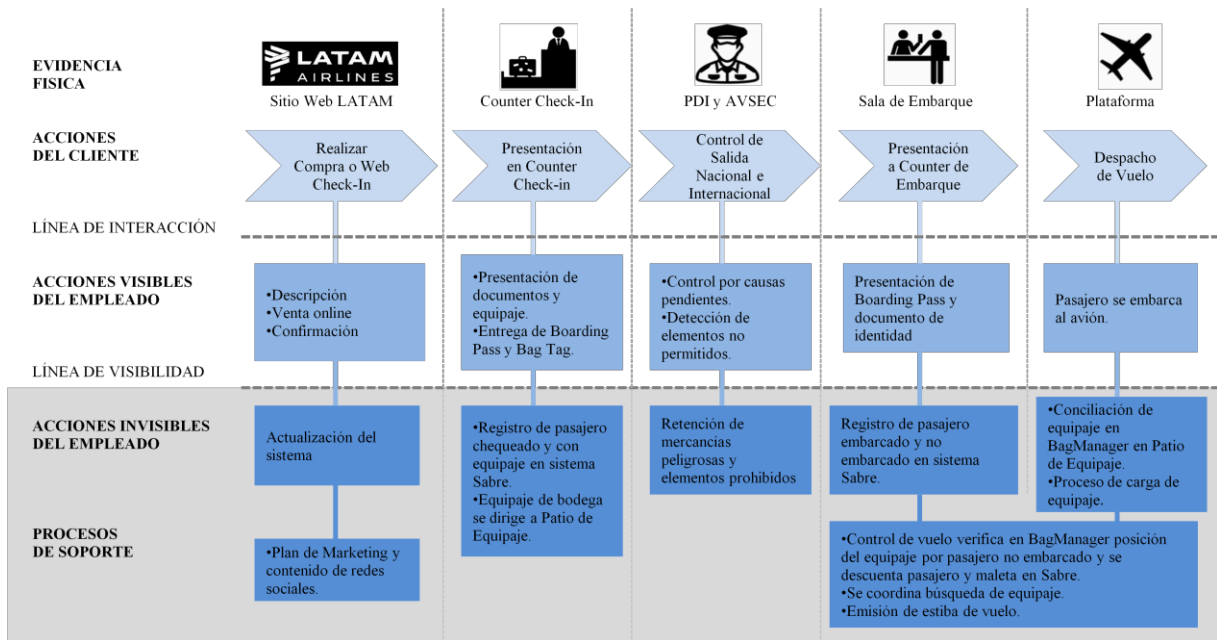 EVIDENCIA
FISICA
LATAM
AIRLINES
Sitio Web LATAM
Counter Check-In
PDI y AVSEC
Sala de Embarque
Plataforma
ACCIONES
DEL CLIENTE
Realizar
Compra o Web
Check-In
Presentación
en Counter
Check-in
Control de
Salida
Nacional e
Internacional
Presentación
a Counter de
Embarque
Despacho
de Vuelo
LÍNEA DE INTERACCIÓN
ACCIONES VISIBLES
DEL EMPLEADO
•Descripción
•Venta online
•Confirmación
•Presentación de
documentos y
equipaje.
•Entrega de Boarding
Pass y Bag Tag.
•Control por causas
pendientes.
•Detección de
elementos no
permitidos.
Presentación de
Boarding Pass y
documento de
identidad
Pasajero se embarca
al avión.
LÍNEA DE VISIBILIDAD
ACCIONES INVISIBLES
DEL EMPLEADO
Actualización del
sistema
•Registro de pasajero
chequeado y con
equipaje en sistema
Sabre.
•Equipaje de bodega
se dirige a Patio de
Equipaje.
Retención de
mercancías
peligrosas y
elementos prohibidos
Registro de pasajero
embarcado y no
embarcado en sistema
Sabre.
•Conciliación de
equipaje en
BagManager en Patio
de Equipaje.
•Proceso de carga de
equipaje.
PROCESOS
DE SOPORTE
•Plan de Marketing y
contenido de redes
sociales.
•Control de vuelo verifica en BagManager posición
del equipaje por pasajero no embarcado y se
descuenta pasajero y maleta en Sabre.
•Se coordina búsqueda de equipaje.
•Emisión de estiba de vuelo.